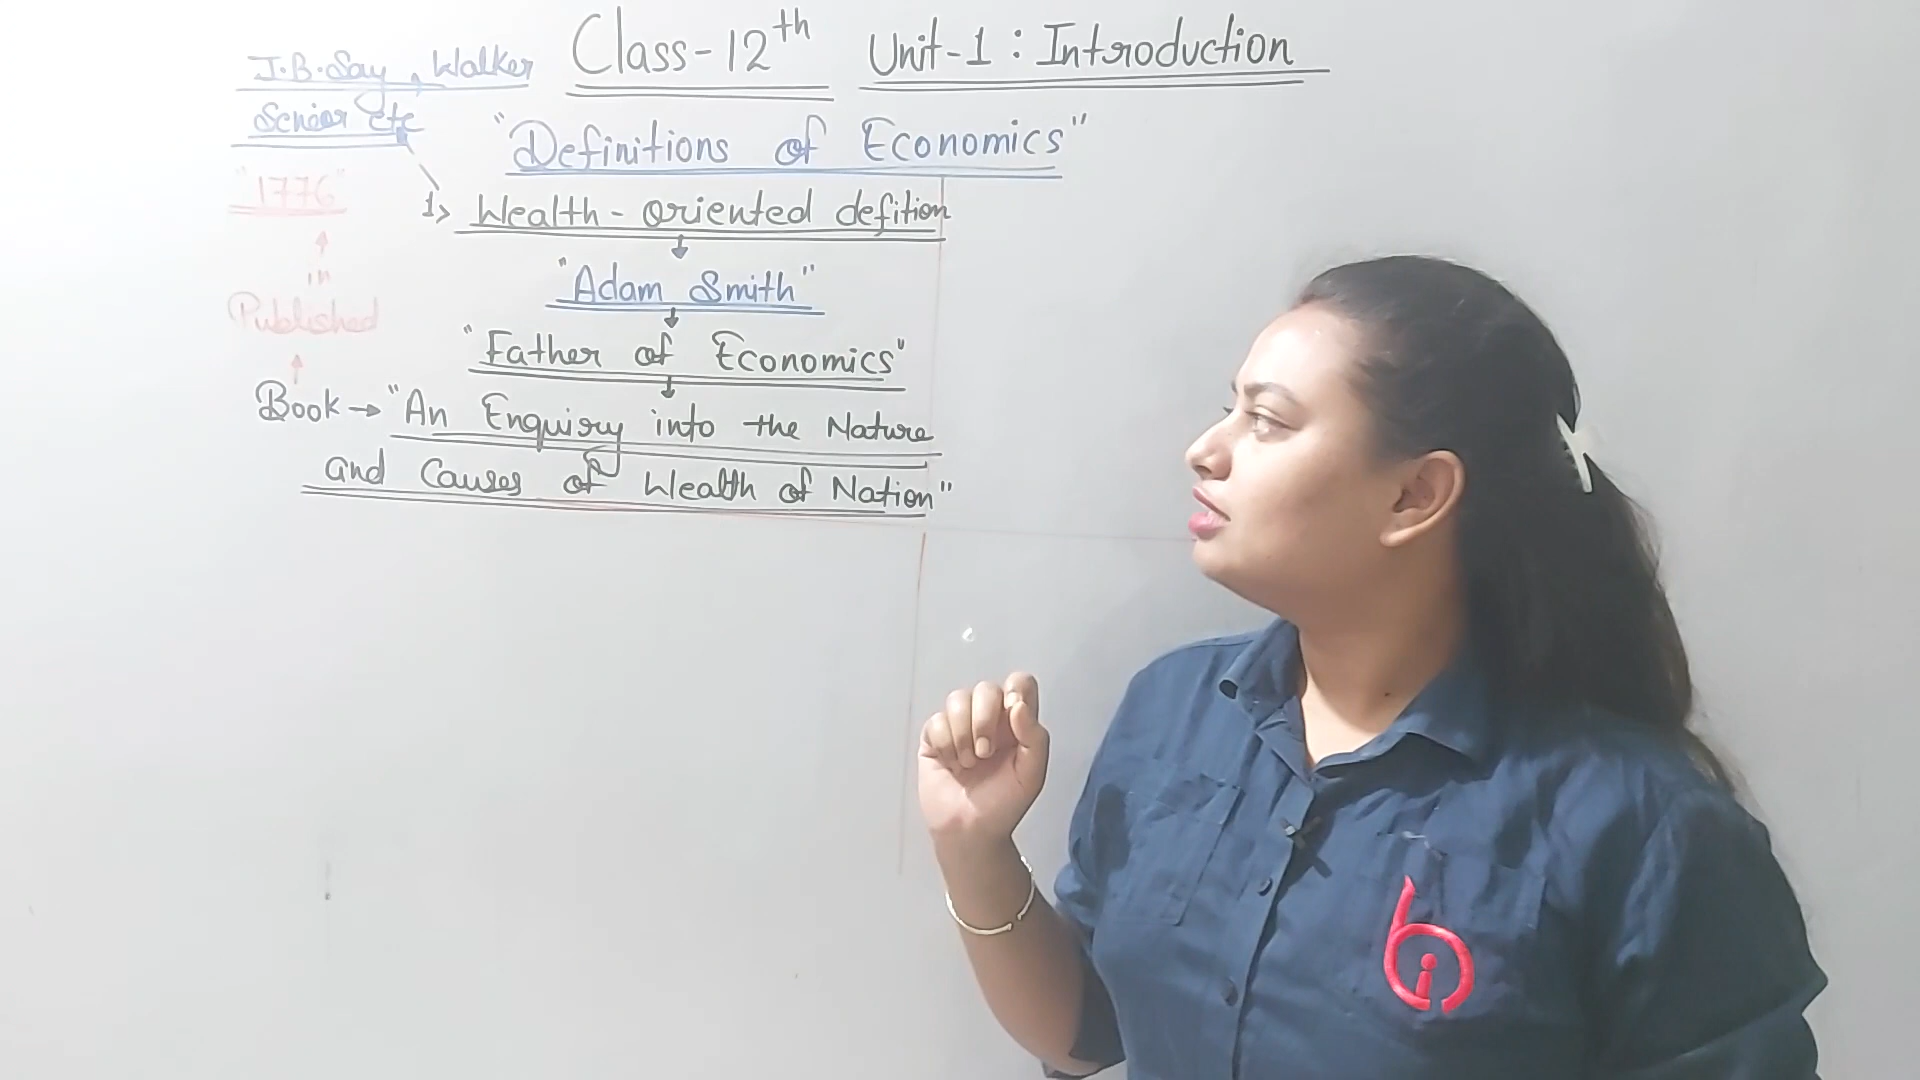 Class-12th Unit-1 : Introduction
J.B.Say, Walker
Senior etc
"Definitions of Economics"
"1776"
1> Wealth - oriented defition
in
"Adam Smith"
Published
"Father of Economics"
Book → "An Enquiry into the Nature
and Causes of Wealth of Nation"
bi